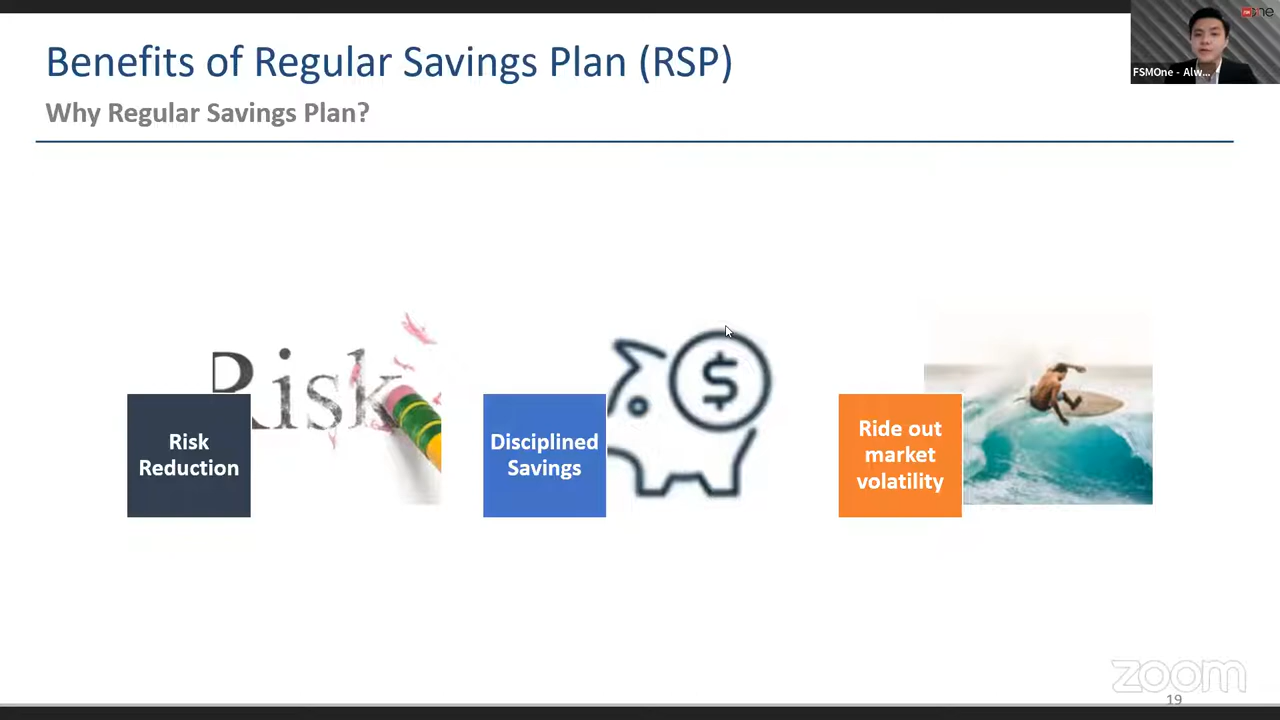 Benefits of Regular Savings Plan (RSP)
Why Regular Savings Plan?
FSMOne - Alw...
Risk
Risk
Reduction
Disciplined
Savings
$
Ride out
market
volatility
zoom
19